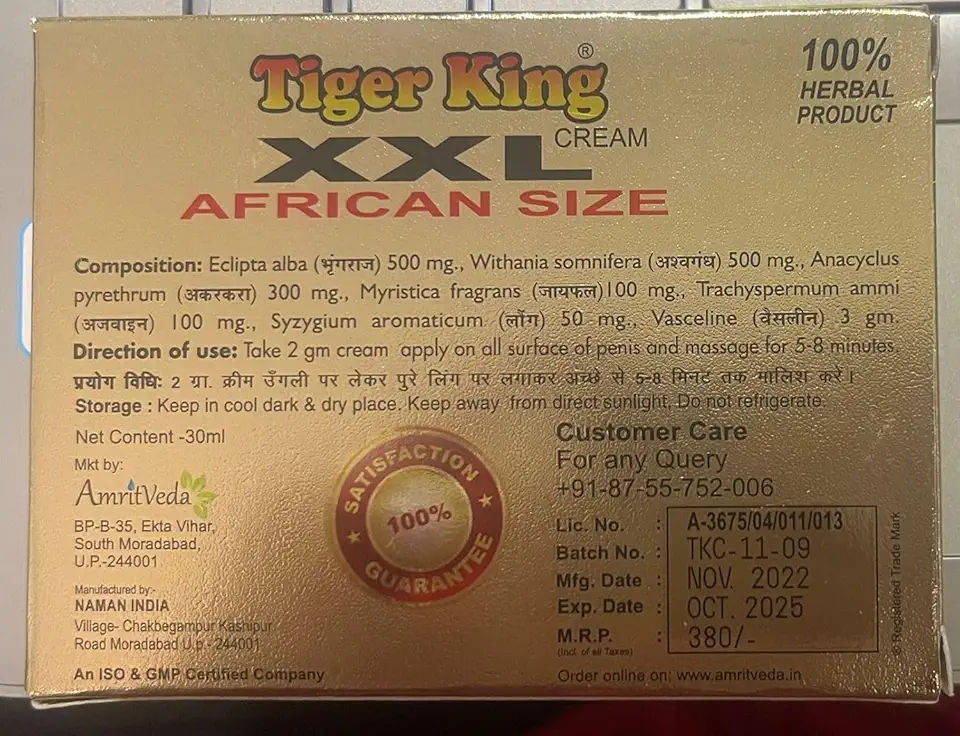 Tiger King®
100%
HERBAL
PRODUCT
XXL CREAM
AFRICAN SIZE
Composition: Eclipta alba (भृंगराज) 500 mg., Withania somnifera (अश्वगंध) 500 mg., Anacyclus
pyrethrum (अकरकरा) 300 mg., Myristica fragrans (जायफल)100 mg., Trachyspermum ammi
(अजवाइन) 100 mg., Syzygium aromaticum (लौंग) 50 mg., Vasceline (वेसलीन) 3 gm.
Direction of use: Take 2 gm cream apply on all surface of penis and massage for 5-8 minutes.
प्रयोग विधिः 2 ग्रा. क्रीम उँगली पर लेकर पुरे लिंग पर लगाकर अच्छे से 5-8 मिनट तक मालिश करें।
Storage : Keep in cool dark & dry place. Keep away from direct sunlight. Do not refrigerate.
Net Content -30ml
Mkt by:
AmritVeda
BP-B-35, Ekta Vihar,
South Moradabad,
U.P.-244001
Manufactured by:-
NAMAN INDIA
Village- Chakbegampur Kashipur
Road Moradabad U.p.- 244001
An ISO & GMP Certified Company
SATISFACTION
100%
GUARANTEE
Customer Care
For any Query
+91-87-55-752-006
Lic. No. : A-3675/04/011/013
Batch No. : TKC-11-09
Mfg. Date : NOV. 2022
Exp. Date : OCT. 2025
M.R.P. : 380/-
(Incl. of all Taxes)
Order online on: www.amritveda.in
® Registered Trade Mark